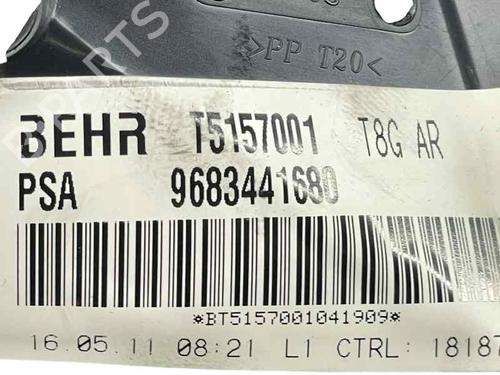 >PP T20<
BEHR T5157001 T8G AR
PSA 9683441680
*BT5157001041909*
16.05.11 08:21 L1 CTRL: 18187